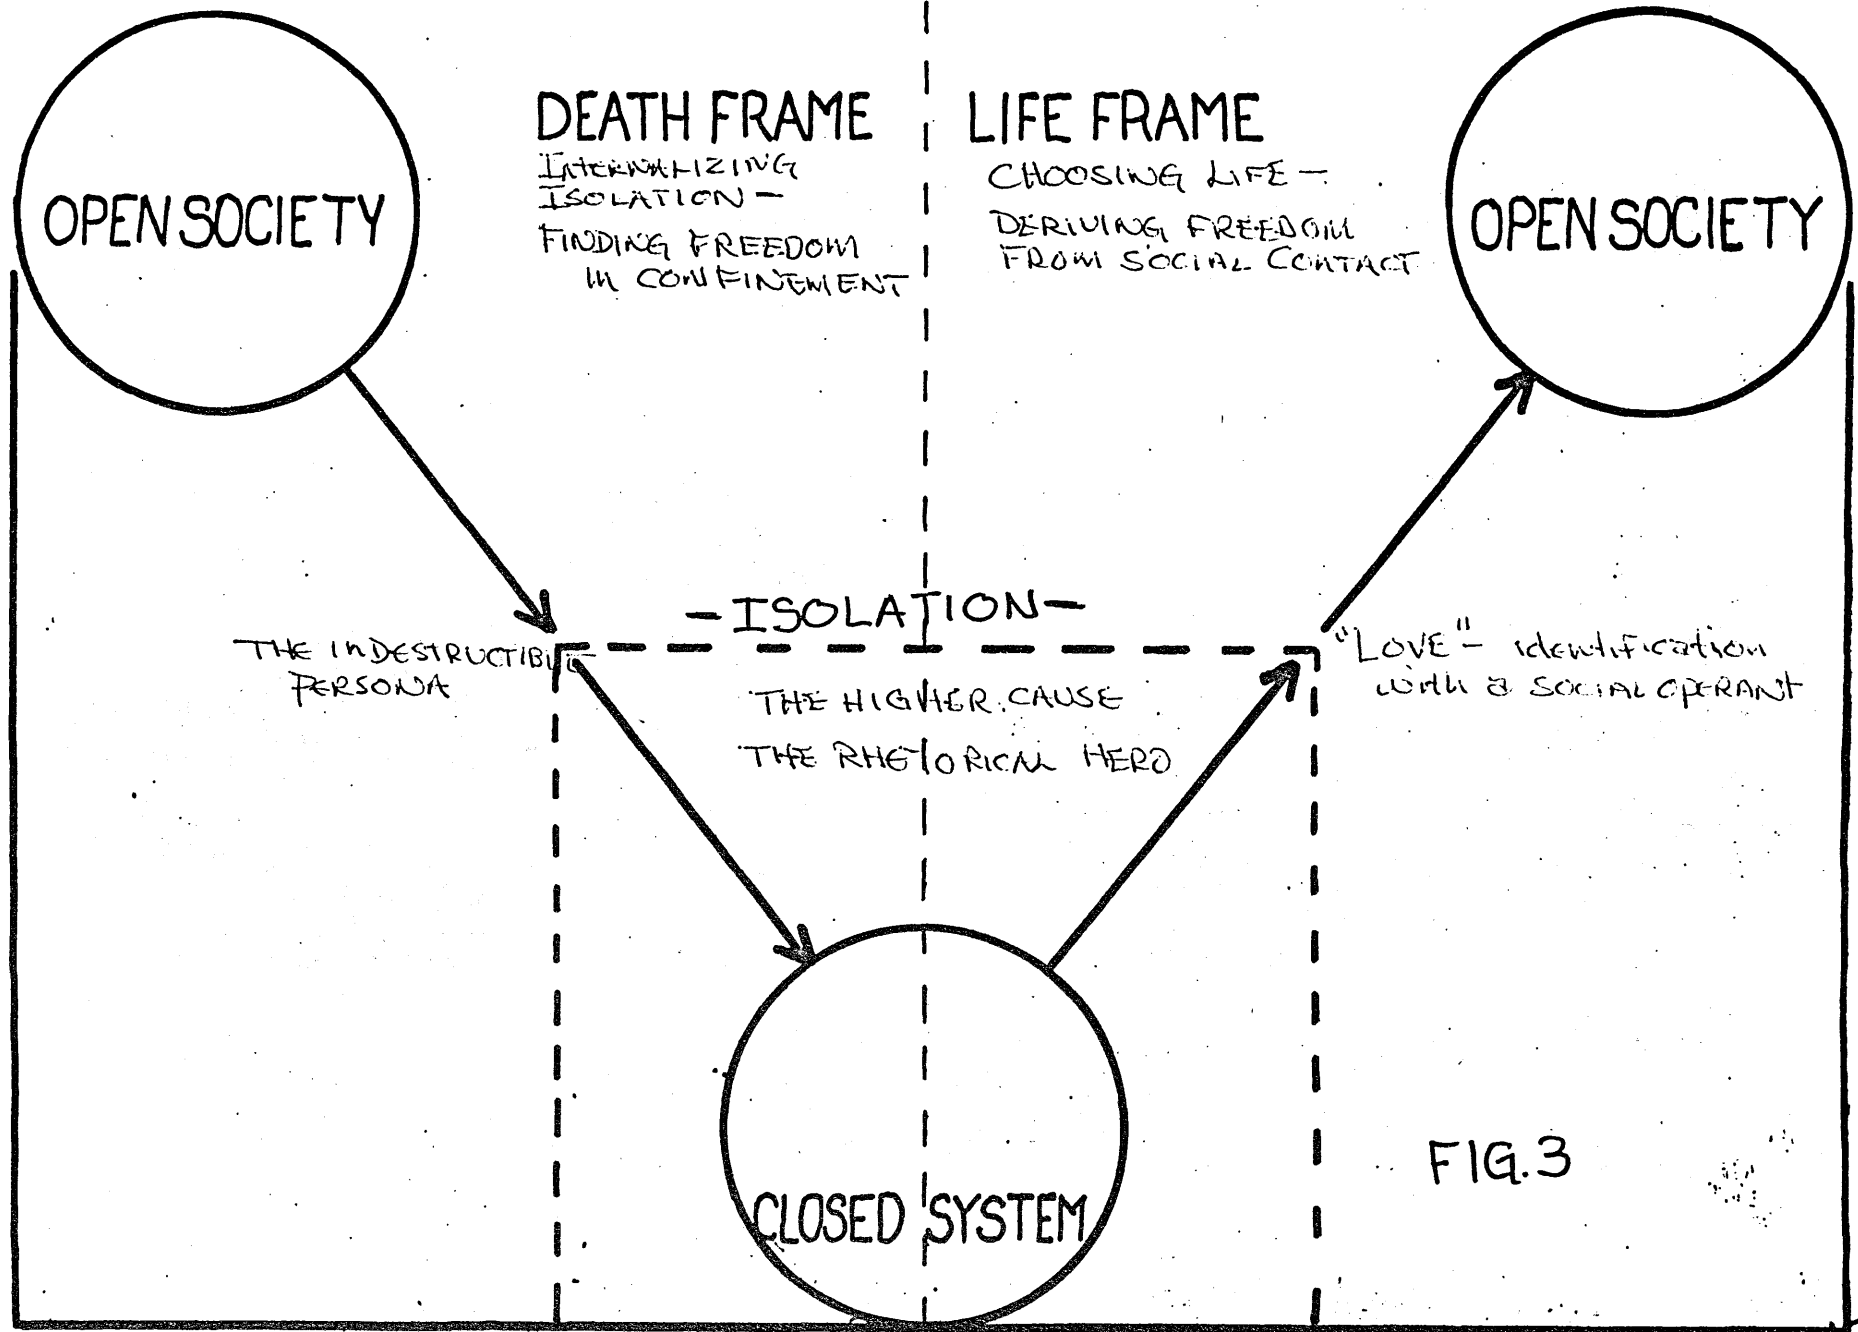 OPEN SOCIETY
DEATH FRAME
INTERNALIZING
ISOLATION —
FINDING FREEDOM
IN CONFINEMENT
LIFE FRAME
CHOOSING LIFE —
DERIVING FREEDOM
FROM SOCIAL CONTACT
OPEN SOCIETY
— ISOLATION —
THE INDESTRUCTIBLE
PERSONA
THE HIGHER CAUSE
THE RHETORICAL HERO
"LOVE" — identification
with a SOCIAL OPERANT
CLOSED SYSTEM
FIG. 3